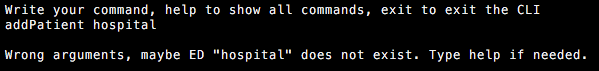 Write your command, help to show all commands, exit to exit the CLI
addPatient hospital
Wrong arguments, maybe ED "hospital" does not exist. Type help if needed.